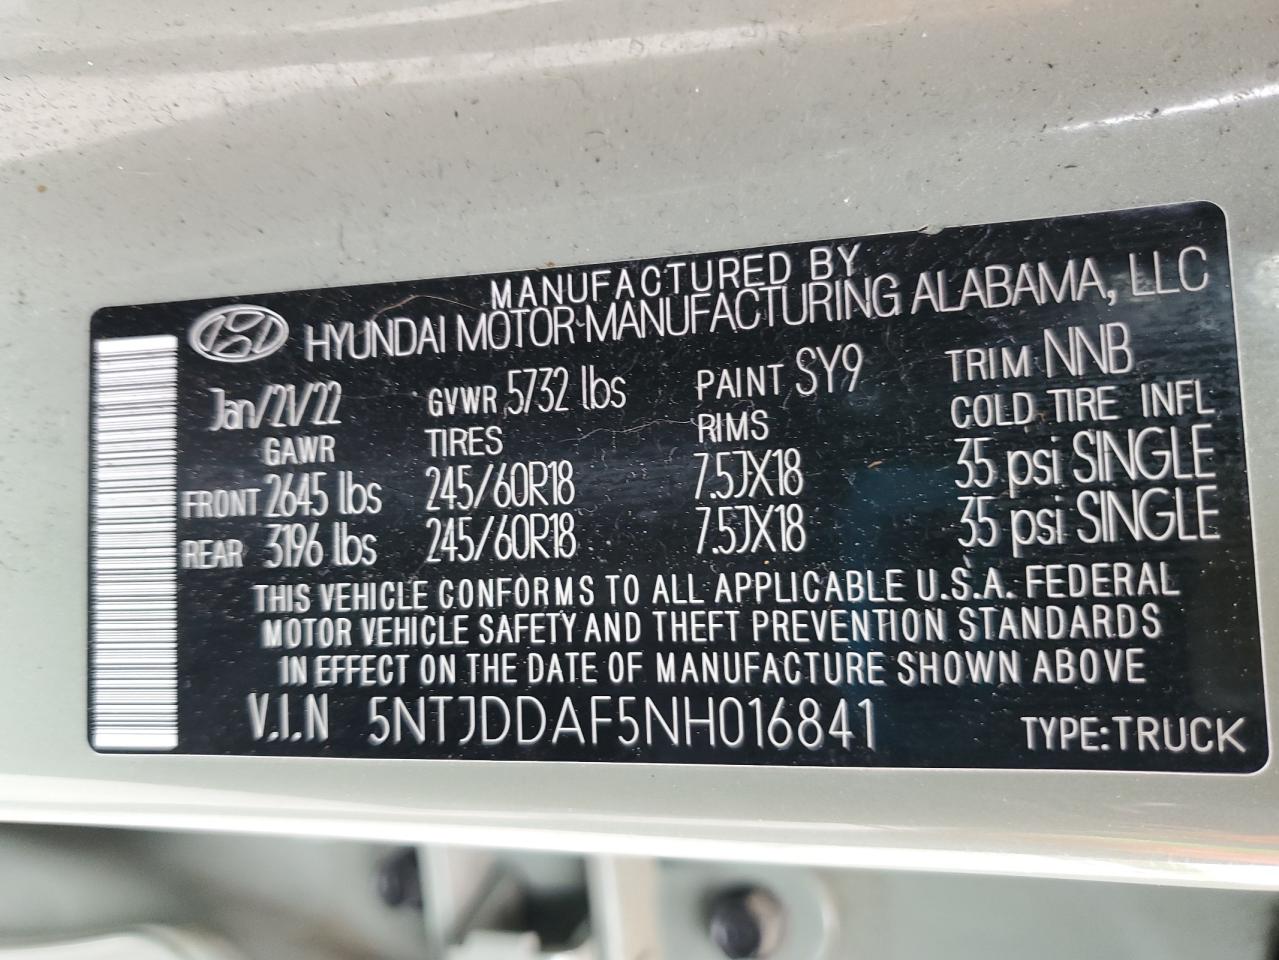 MANUFACTURED BY
HYUNDAI MOTOR MANUFACTURING ALABAMA, LLC
Jan/21/22 GVWR 5732 lbs PAINT SY9 TRIM NNB
GAWR TIRES RIMS COLD TIRE INFL
FRONT 2645 lbs 245/60R18 7.5JX18 35 psi SINGLE
REAR 3196 lbs 245/60R18 7.5JX18 35 psi SINGLE
THIS VEHICLE CONFORMS TO ALL APPLICABLE U.S.A. FEDERAL
MOTOR VEHICLE SAFETY AND THEFT PREVENTION STANDARDS
IN EFFECT ON THE DATE OF MANUFACTURE SHOWN ABOVE
V.I.N 5NTJDDAF5NH016841 TYPE:TRUCK